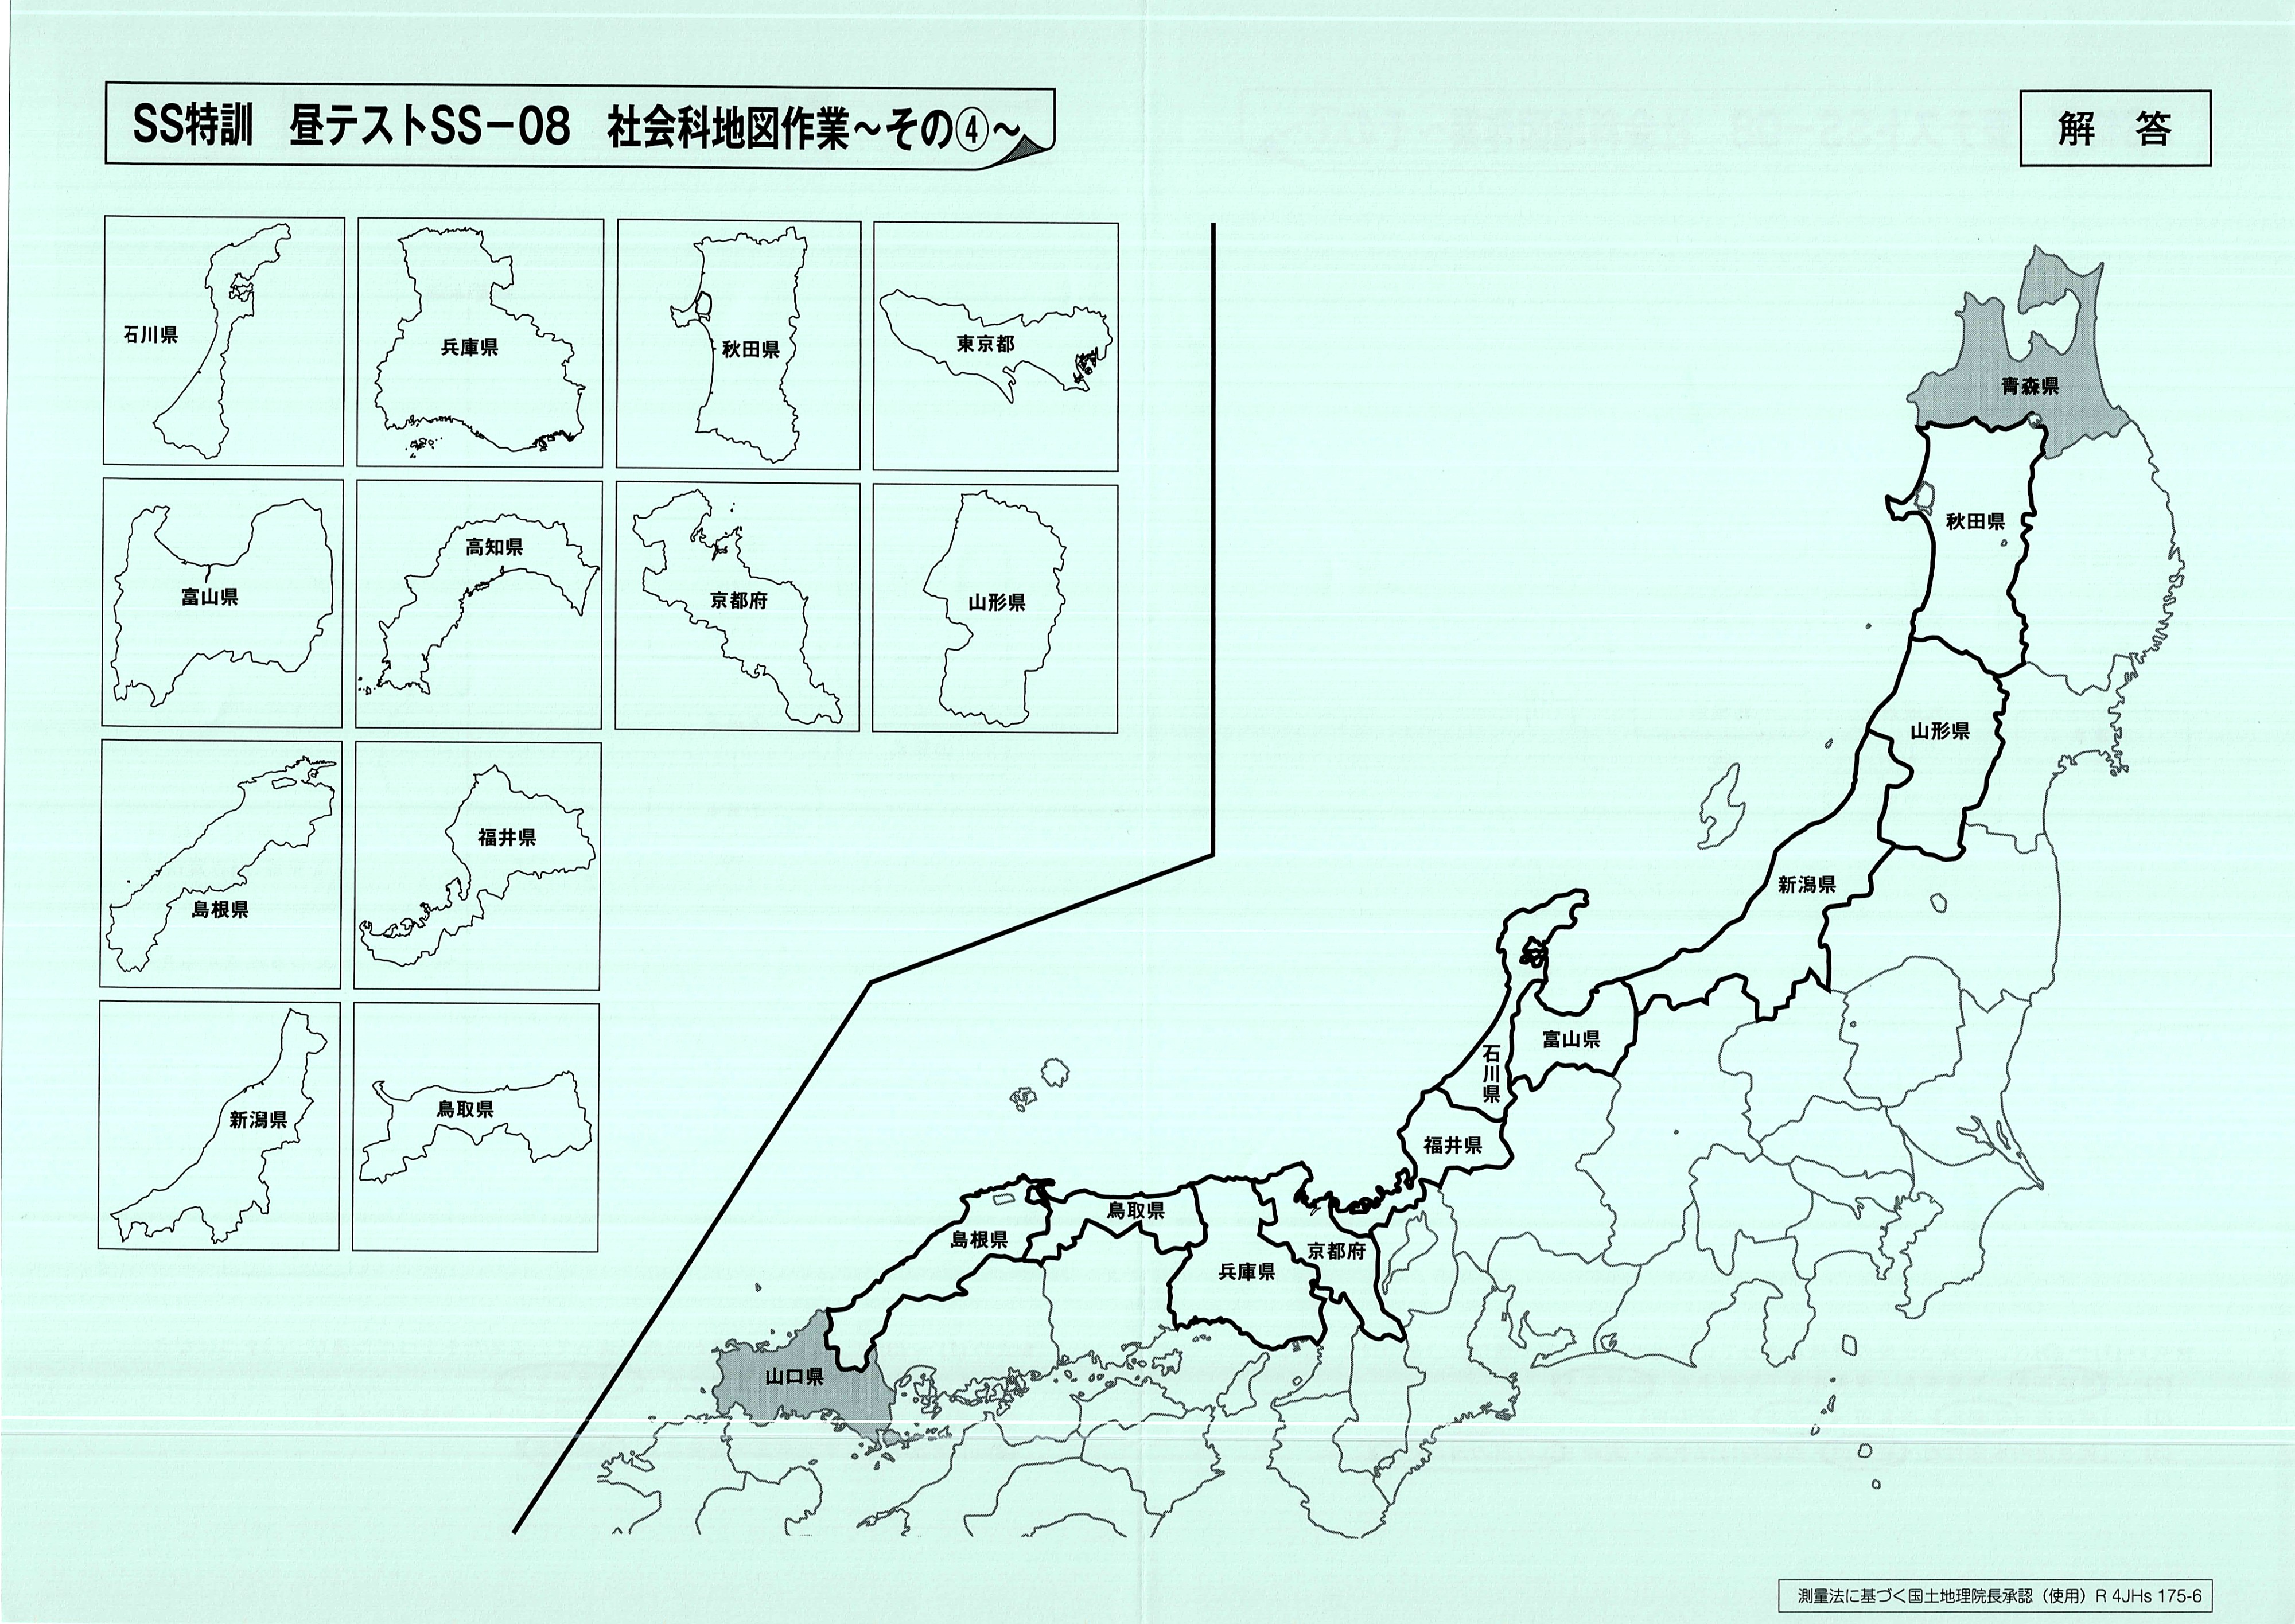 SS特訓　昼テストSS－08　社会科地図作業～その④～
解　答
石川県
兵庫県
秋田県
東京都
富山県
高知県
京都府
山形県
島根県
福井県
新潟県
鳥取県
青森県
秋田県
山形県
新潟県
富山県
石川県
福井県
鳥取県
島根県
京都府
兵庫県
山口県
測量法に基づく国土地理院長承認（使用）R 4JHs 175-6